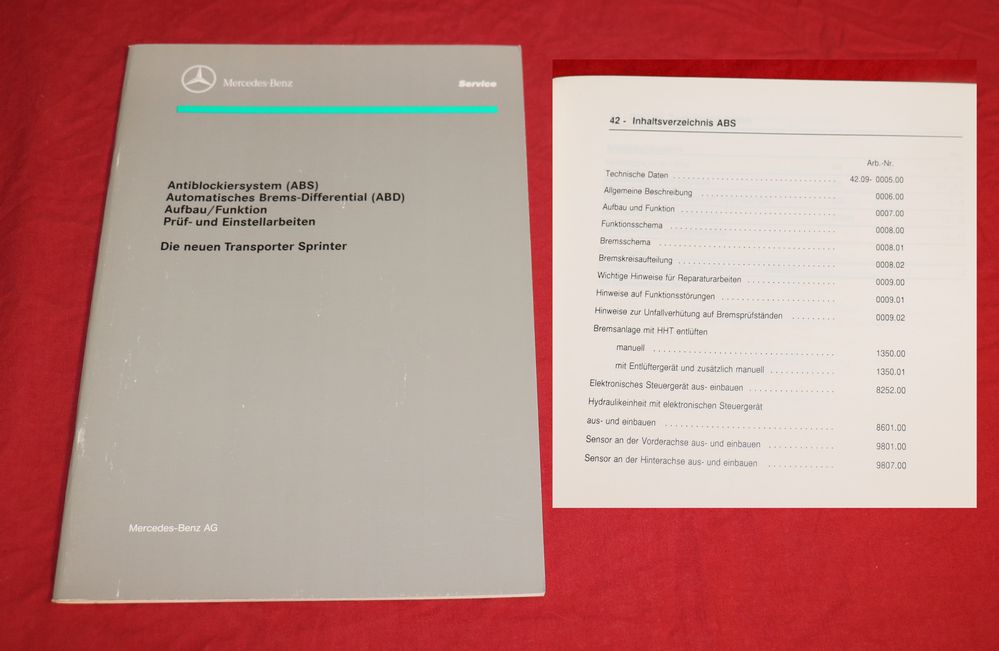 Mercedes-Benz
Service
Antiblockiersystem (ABS)
Automatisches Brems-Differential (ABD)
Aufbau/Funktion
Prüf- und Einstellarbeiten
Die neuen Transporter Sprinter
Mercedes-Benz AG
42 - Inhaltsverzeichnis ABS
Arb.-Nr.
Technische Daten . . . . . . . . . . . . . . . . . . . . . . . . . 42.09- 0005.00
Allgemeine Beschreibung . . . . . . . . . . . . . . . . . . . . . 0006.00
Aufbau und Funktion . . . . . . . . . . . . . . . . . . . . . . . . 0007.00
Funktionsschema . . . . . . . . . . . . . . . . . . . . . . . . . . 0008.00
Bremsschema . . . . . . . . . . . . . . . . . . . . . . . . . . . . 0008.01
Bremskreisaufteilung . . . . . . . . . . . . . . . . . . . . . . . . 0008.02
Wichtige Hinweise für Reparaturarbeiten . . . . . . . . . . . . . 0009.00
Hinweise auf Funktionsstörungen . . . . . . . . . . . . . . . . . 0009.01
Hinweise zur Unfallverhütung auf Bremsprüfständen . . . . . . . . 0009.02
Bremsanlage mit HHT entlüften
manuell . . . . . . . . . . . . . . . . . . . . . . . . . . . 1350.00
mit Entlüftergerät und zusätzlich manuell . . . . . . . . . . 1350.01
Elektronisches Steuergerät aus- einbauen . . . . . . . . . . . . . 8252.00
Hydraulikeinheit mit elektronischen Steuergerät
aus- und einbauen . . . . . . . . . . . . . . . . . . . . . . . . . 8601.00
Sensor an der Vorderachse aus- und einbauen . . . . . . . . . . . 9801.00
Sensor an der Hinterachse aus- und einbauen . . . . . . . . . . . 9807.00